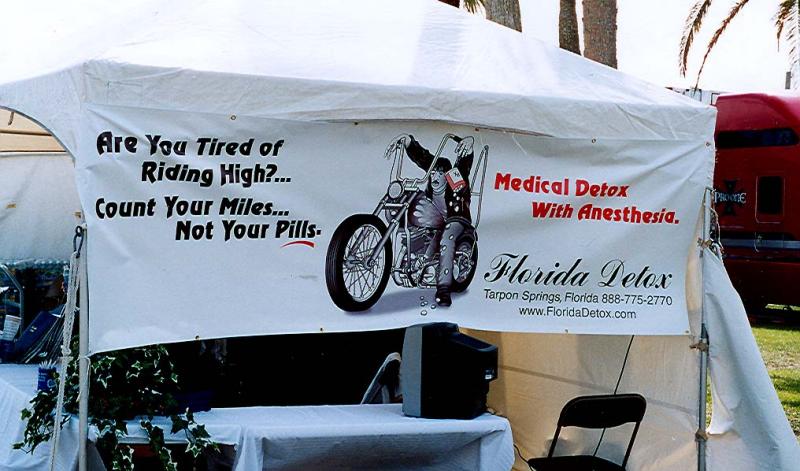 Are You Tired of
Riding High?...
Count Your Miles...
Not Your Pills.
Medical Detox
With Anesthesia.
Florida Detox
Tarpon Springs, Florida 888-775-2770
www.FloridaDetox.com